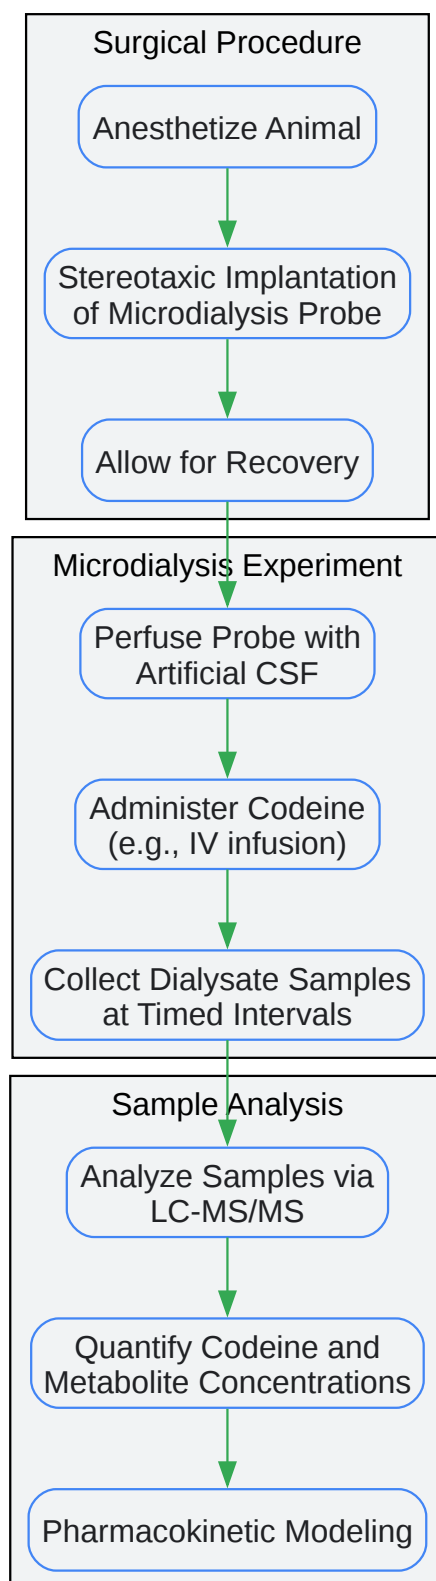 Surgical Procedure
Anesthetize Animal
Stereotaxic Implantation
of Microdialysis Probe
Allow for Recovery
Microdialysis Experiment
Perfuse Probe with
Artificial CSF
Administer Codeine
(e.g., IV infusion)
Collect Dialysate Samples
at Timed Intervals
Sample Analysis
Analyze Samples via
LC-MS/MS
Quantify Codeine and
Metabolite Concentrations
Pharmacokinetic Modeling